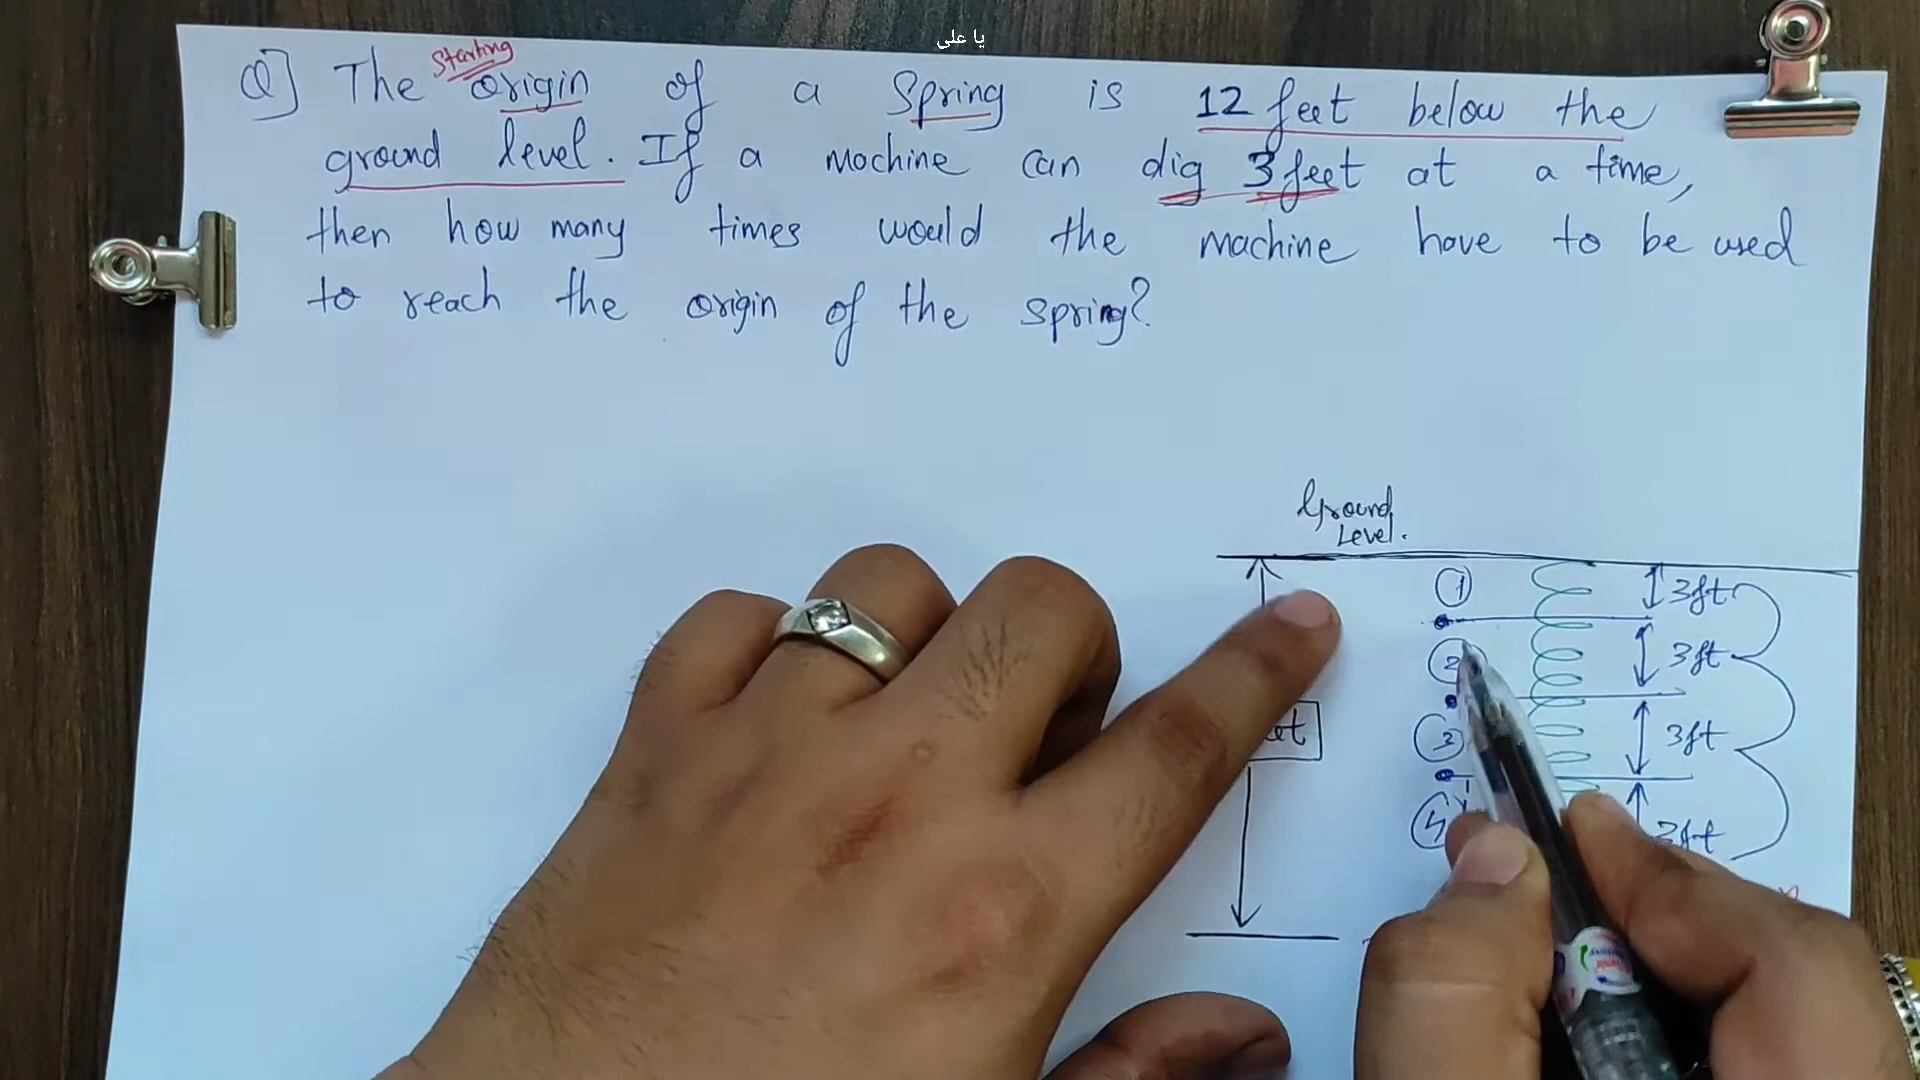 يا على
Starting
Q] The origin of a spring is 12 feet below the
ground level. If a machine can dig 3 feet at a time,
then how many times would the machine have to be used
to reach the origin of the spring?
Ground
Level.
1
3ft
2
3ft
3
3ft
4
3ft